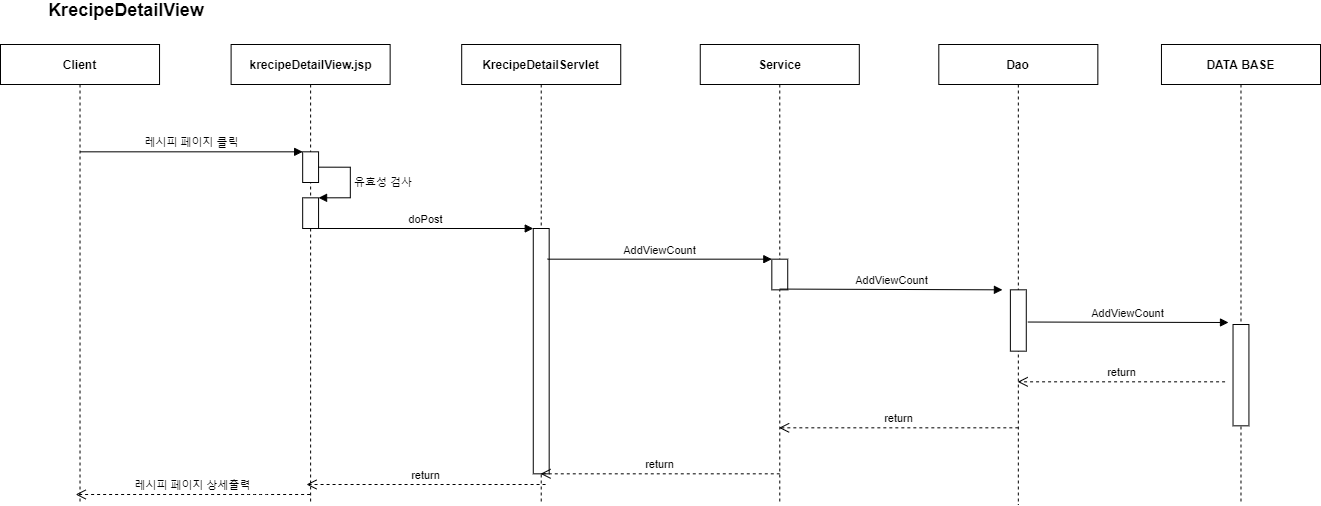 KrecipeDetailView
Client
krecipeDetailView.jsp
KrecipeDetailServlet
Service
Dao
DATA BASE
레시피 페이지 클릭
유효성 검사
doPost
AddViewCount
AddViewCount
AddViewCount
return
return
return
return
레시피 페이지 상세출력